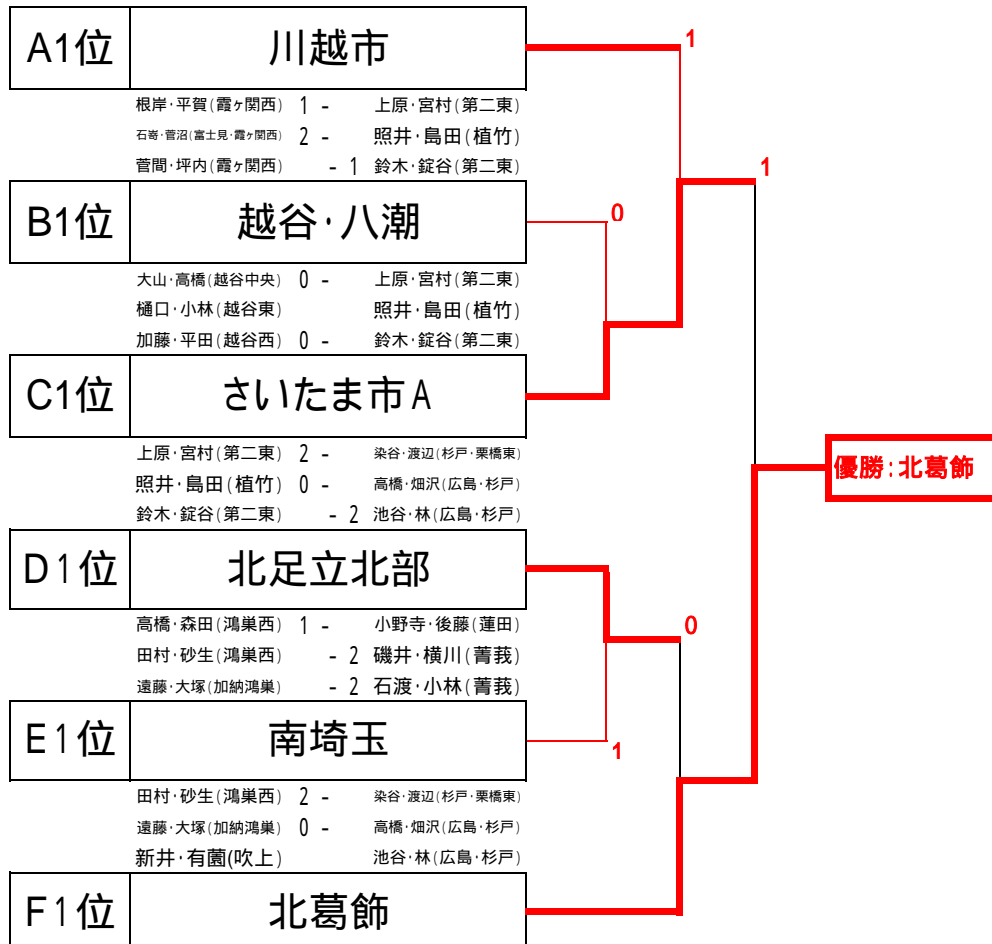 A1位 川越市 1
根岸・平賀(霞ヶ関西) 1 - 上原・宮村(第二東)
石嵜・菅沼(富士見・霞ヶ関西) 2 - 照井・島田(植竹)
菅間・坪内(霞ヶ関西) - 1 鈴木・錠谷(第二東)
1
B1位 越谷・八潮 0
大山・高橋(越谷中央) 0 - 上原・宮村(第二東)
樋口・小林(越谷東) 照井・島田(植竹)
加藤・平田(越谷西) 0 - 鈴木・錠谷(第二東)
C1位 さいたま市A
上原・宮村(第二東) 2 - 染谷・渡辺(杉戸・栗橋東)
優勝:北葛飾
照井・島田(植竹) 0 - 高橋・畑沢(広島・杉戸)
鈴木・錠谷(第二東) - 2 池谷・林(広島・杉戸)
D1位 北足立北部
高橋・森田(鴻巣西) 1 - 小野寺・後藤(蓮田) 0
田村・砂生(鴻巣西) - 2 磯井・横川(菁莪)
遠藤・大塚(加納鴻巣) - 2 石渡・小林(菁莪)
E1位 南埼玉 1
田村・砂生(鴻巣西) 2 - 染谷・渡辺(杉戸・栗橋東)
遠藤・大塚(加納鴻巣) 0 - 高橋・畑沢(広島・杉戸)
新井・有薗(吹上) 池谷・林(広島・杉戸)
F1位 北葛飾